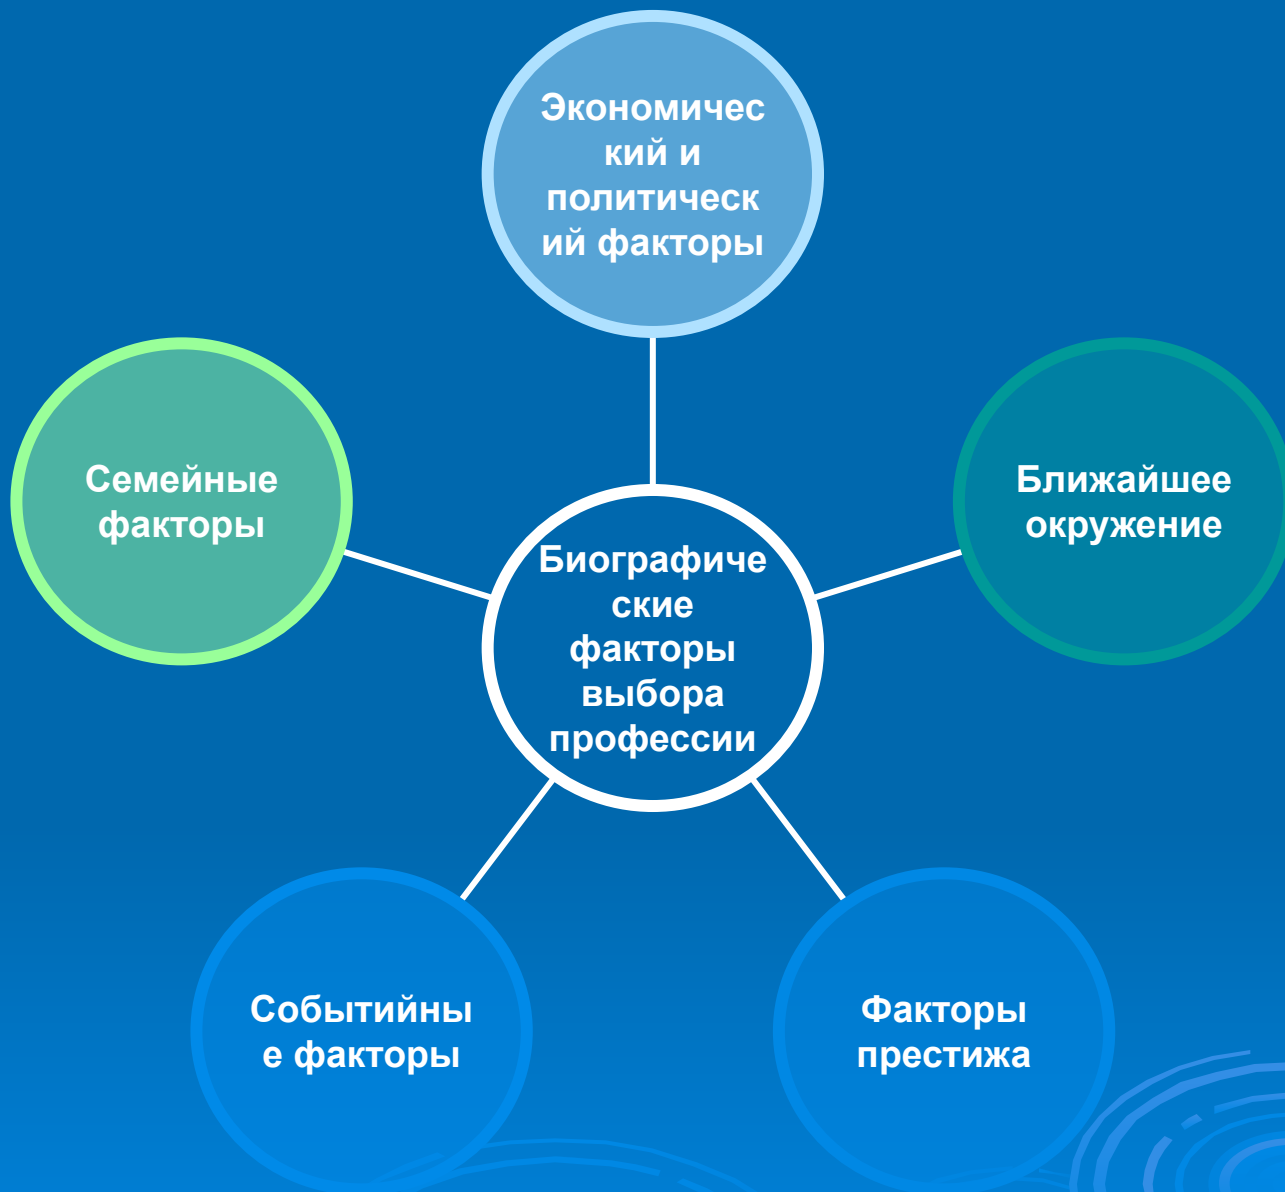 Экономичес
кий и
политическ
ий факторы
Семейные
факторы
Ближайшее
окружение
Биографиче
ские
факторы
выбора
профессии
Событийны
е факторы
Факторы
престижа